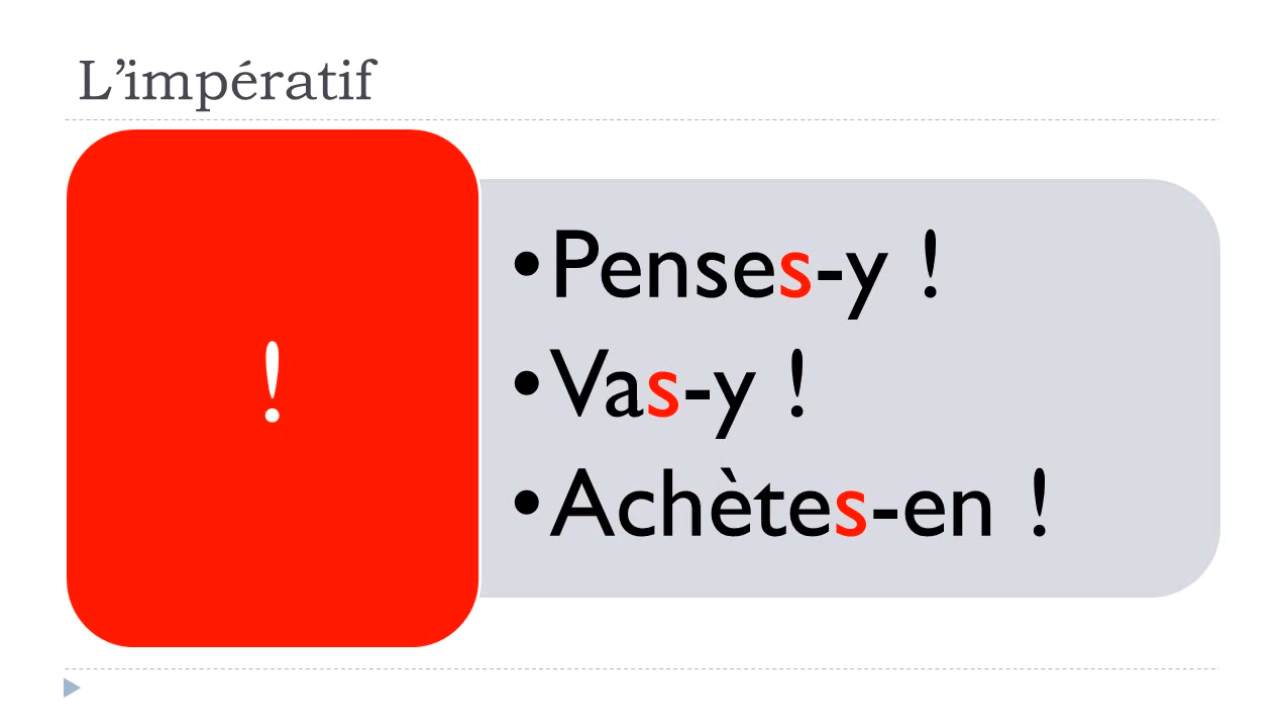 L’impératif
!
•Penses-y !
•Vas-y !
•Achètes-en !